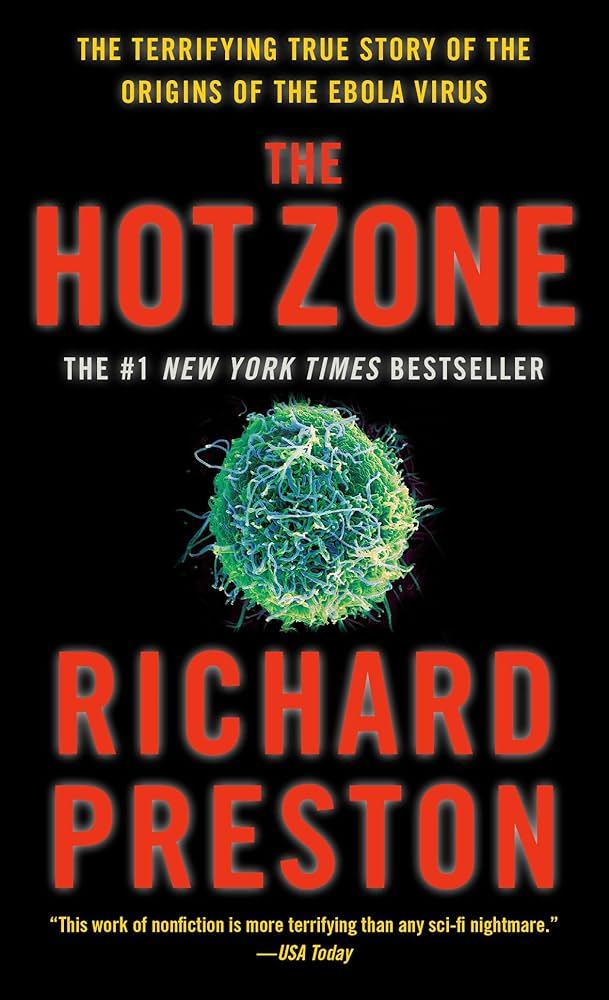 THE TERRIFYING TRUE STORY OF THE
ORIGINS OF THE EBOLA VIRUS
THE
HOT ZONE
THE #1 NEW YORK TIMES BESTSELLER
RICHARD
PRESTON
“This work of nonfiction is more terrifying than any sci-fi nightmare.”
—USA Today